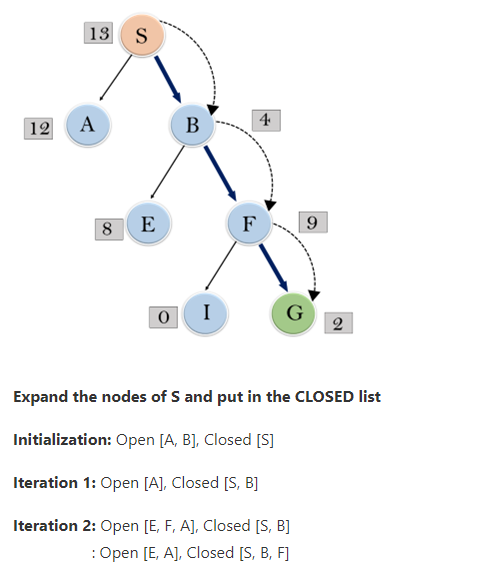 13 S
12 A B 4
8 E F 9
0 I G 2
Expand the nodes of S and put in the CLOSED list
Initialization: Open [A, B], Closed [S]
Iteration 1: Open [A], Closed [S, B]
Iteration 2: Open [E, F, A], Closed [S, B]
: Open [E, A], Closed [S, B, F]